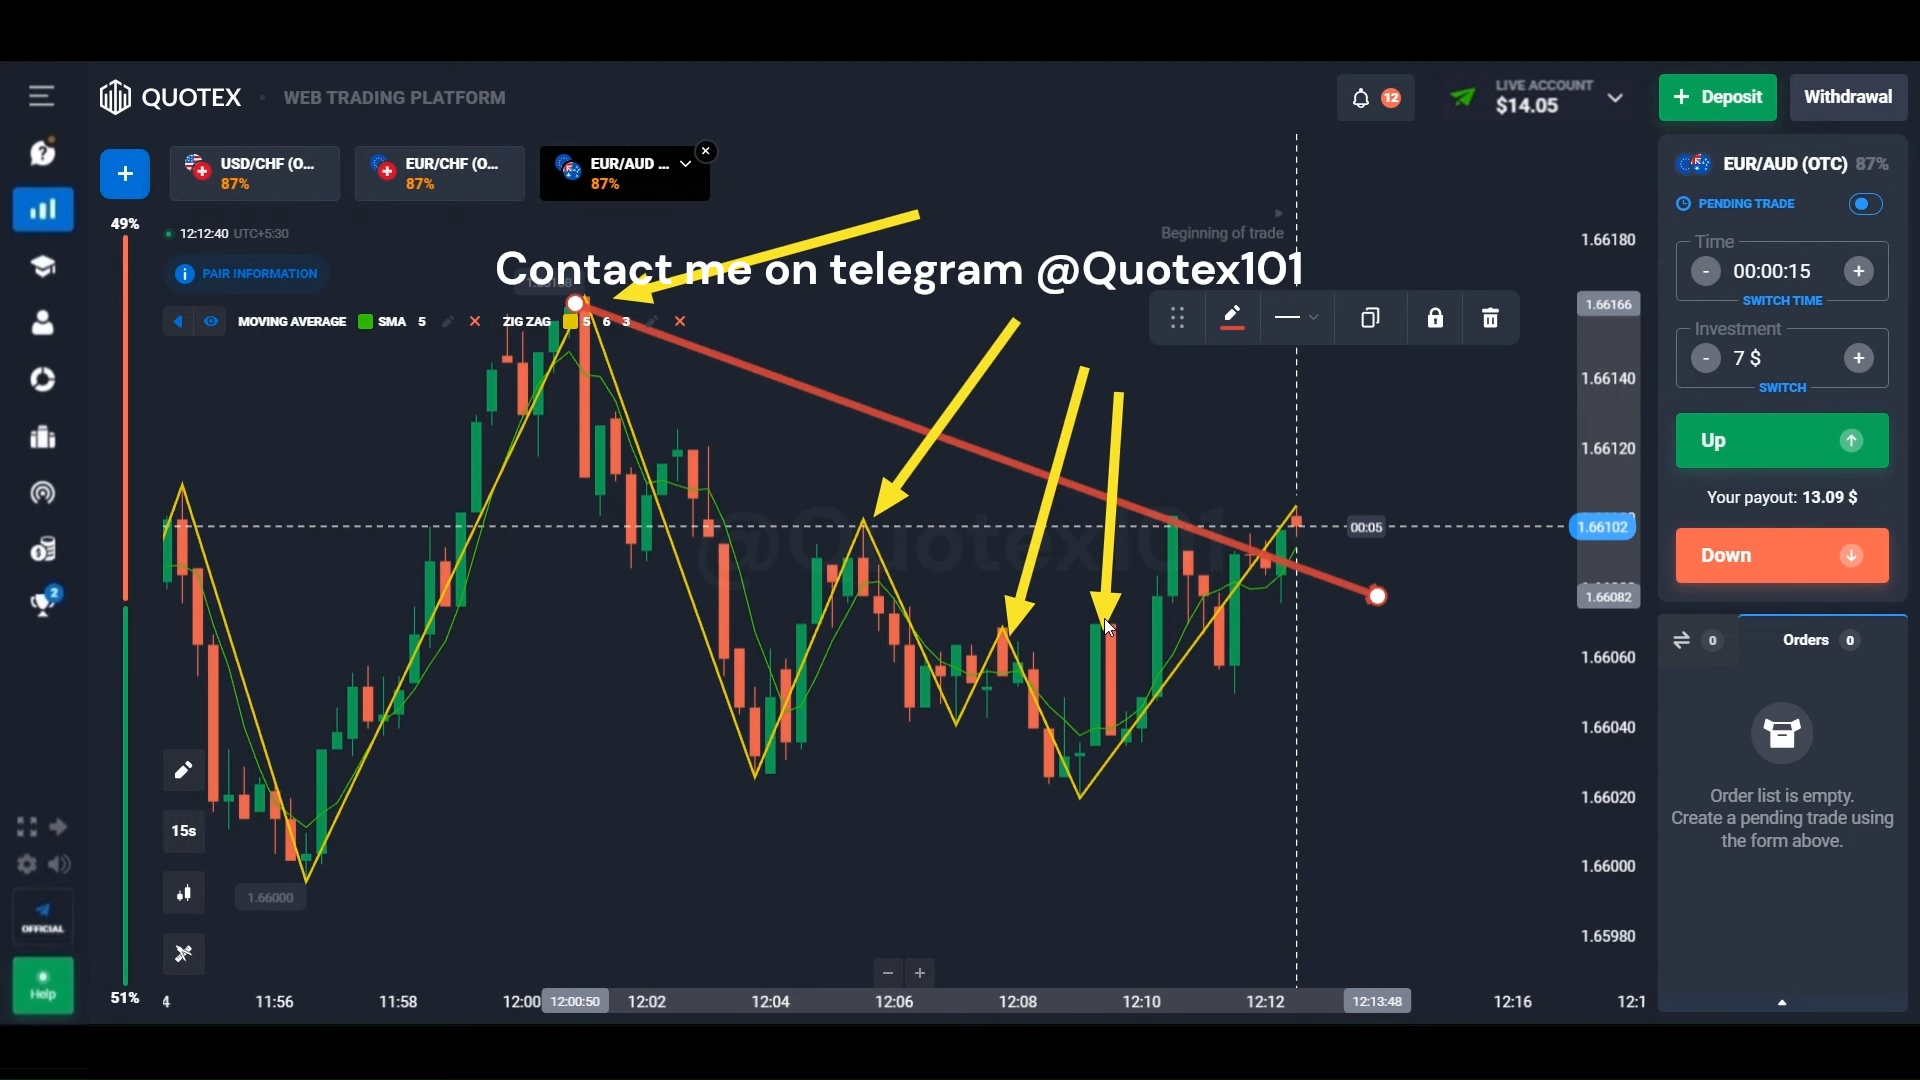 QUOTEX
WEB TRADING PLATFORM
12
LIVE ACCOUNT
$14.05
+ Deposit
Withdrawal
USD/CHF (O...
87%
EUR/CHF (O...
87%
EUR/AUD ...
87%
49%
12:12:40 UTC+5:30
Beginning of trade
Contact me on telegram @Quotex101
PAIR INFORMATION
MOVING AVERAGE SMA 5
ZIG ZAG 5 6 3
1.66180
1.66166
1.66140
1.66120
1.66102
1.66082
1.66060
1.66040
1.66020
1.66000
1.65980
00:05
@Quotex101
15s
1.66000
51%
11:56
11:58
12:00
12:00:50
12:02
12:04
12:06
12:08
12:10
12:12
12:13:48
12:16
12:1
EUR/AUD (OTC) 87%
PENDING TRADE
Time
- 00:00:15 +
SWITCH TIME
Investment
- 7 $ +
SWITCH
Up
Your payout: 13.09 $
Down
0
Orders 0
Order list is empty.
Create a pending trade using
the form above.
2
OFFICIAL
Help